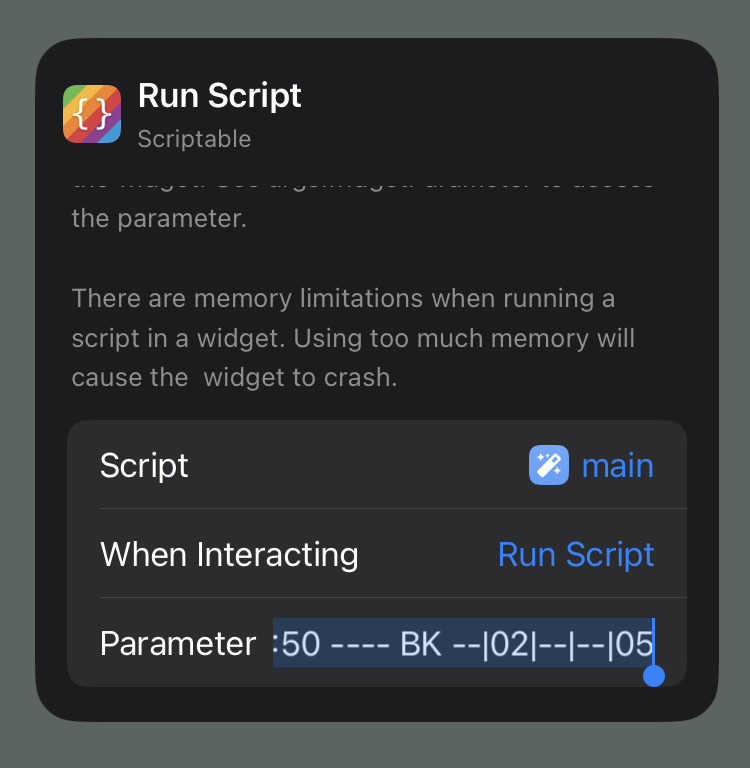 Run Script
Scriptable
the parameter.
There are memory limitations when running a
script in a widget. Using too much memory will
cause the  widget to crash.
Script main
When Interacting Run Script
Parameter :50 ---- BK --|02|--|--|05